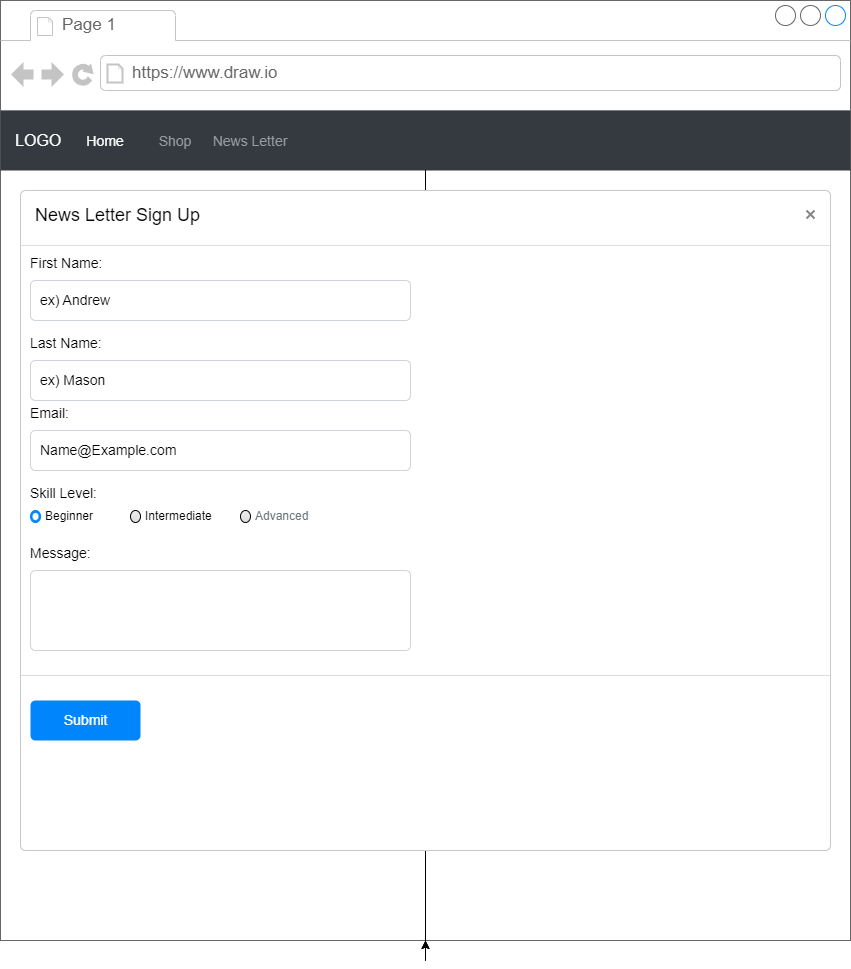 Page 1
https://www.draw.io
LOGO Home Shop News Letter
News Letter Sign Up ×
First Name:
ex) Andrew
Last Name:
ex) Mason
Email:
Name@Example.com
Skill Level:
Beginner Intermediate Advanced
Message:
Submit